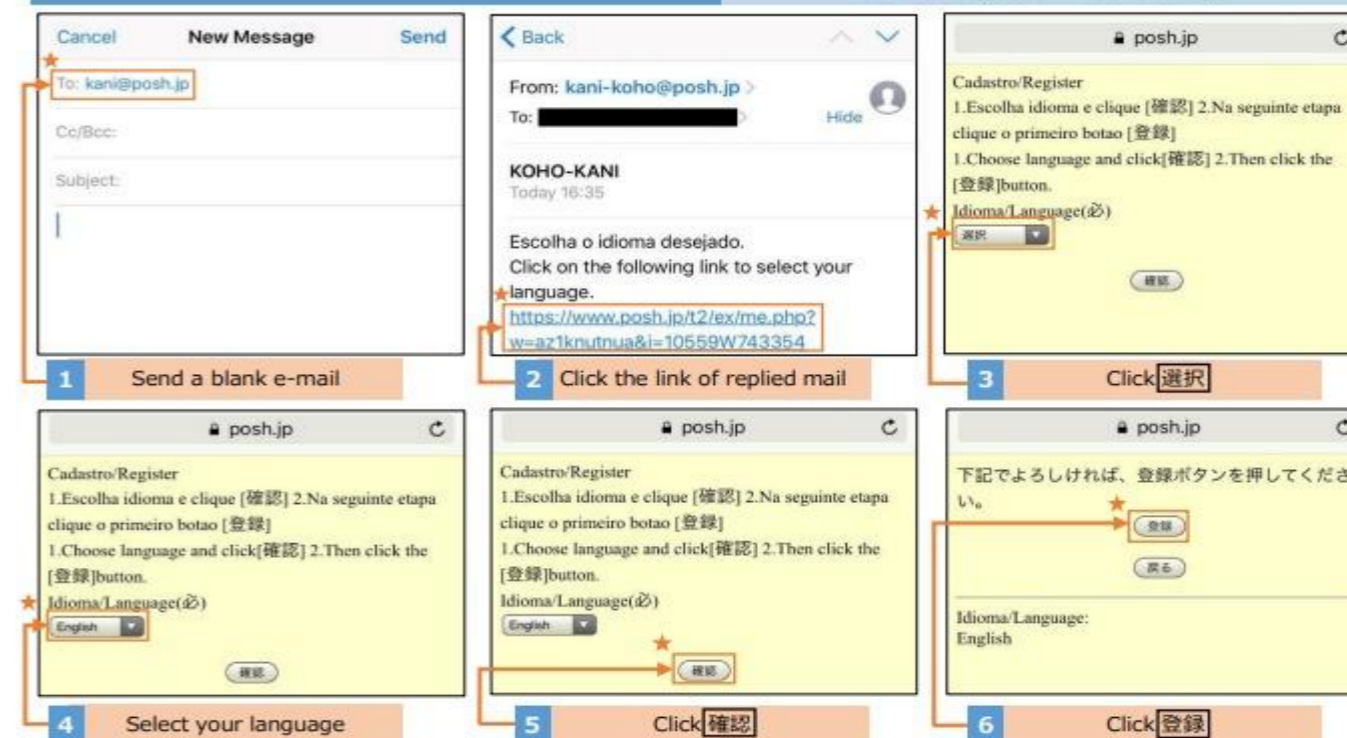 Cancel New Message Send
To: kani@posh.jp
Cc/Bcc:
Subject:
1 Send a blank e-mail
Back
From: kani-koho@posh.jp
To: Hide
KOHO-KANI
Today 16:35
Escolha o idioma desejado.
Click on the following link to select your
language.
https://www.posh.jp/t2/ex/me.php?
w=az1knutnua&i=10559W743354
2 Click the link of replied mail
posh.jp
Cadastro/Register
1.Escolha idioma e clique [確認] 2.Na seguinte etapa
clique o primeiro botao [登録]
1.Choose language and click[確認] 2.Then click the
[登録]button.
Idioma/Language(必)
選択
確認
3 Click 選択
posh.jp
Cadastro/Register
1.Escolha idioma e clique [確認] 2.Na seguinte etapa
clique o primeiro botao [登録]
1.Choose language and click[確認] 2.Then click the
[登録]button.
Idioma/Language(必)
English
確認
4 Select your language
posh.jp
Cadastro/Register
1.Escolha idioma e clique [確認] 2.Na seguinte etapa
clique o primeiro botao [登録]
1.Choose language and click[確認] 2.Then click the
[登録]button.
Idioma/Language(必)
English
確認
5 Click 確認
posh.jp
下記でよろしければ、登録ボタンを押してくださ
い。
登録
戻る
Idioma/Language:
English
6 Click 登録